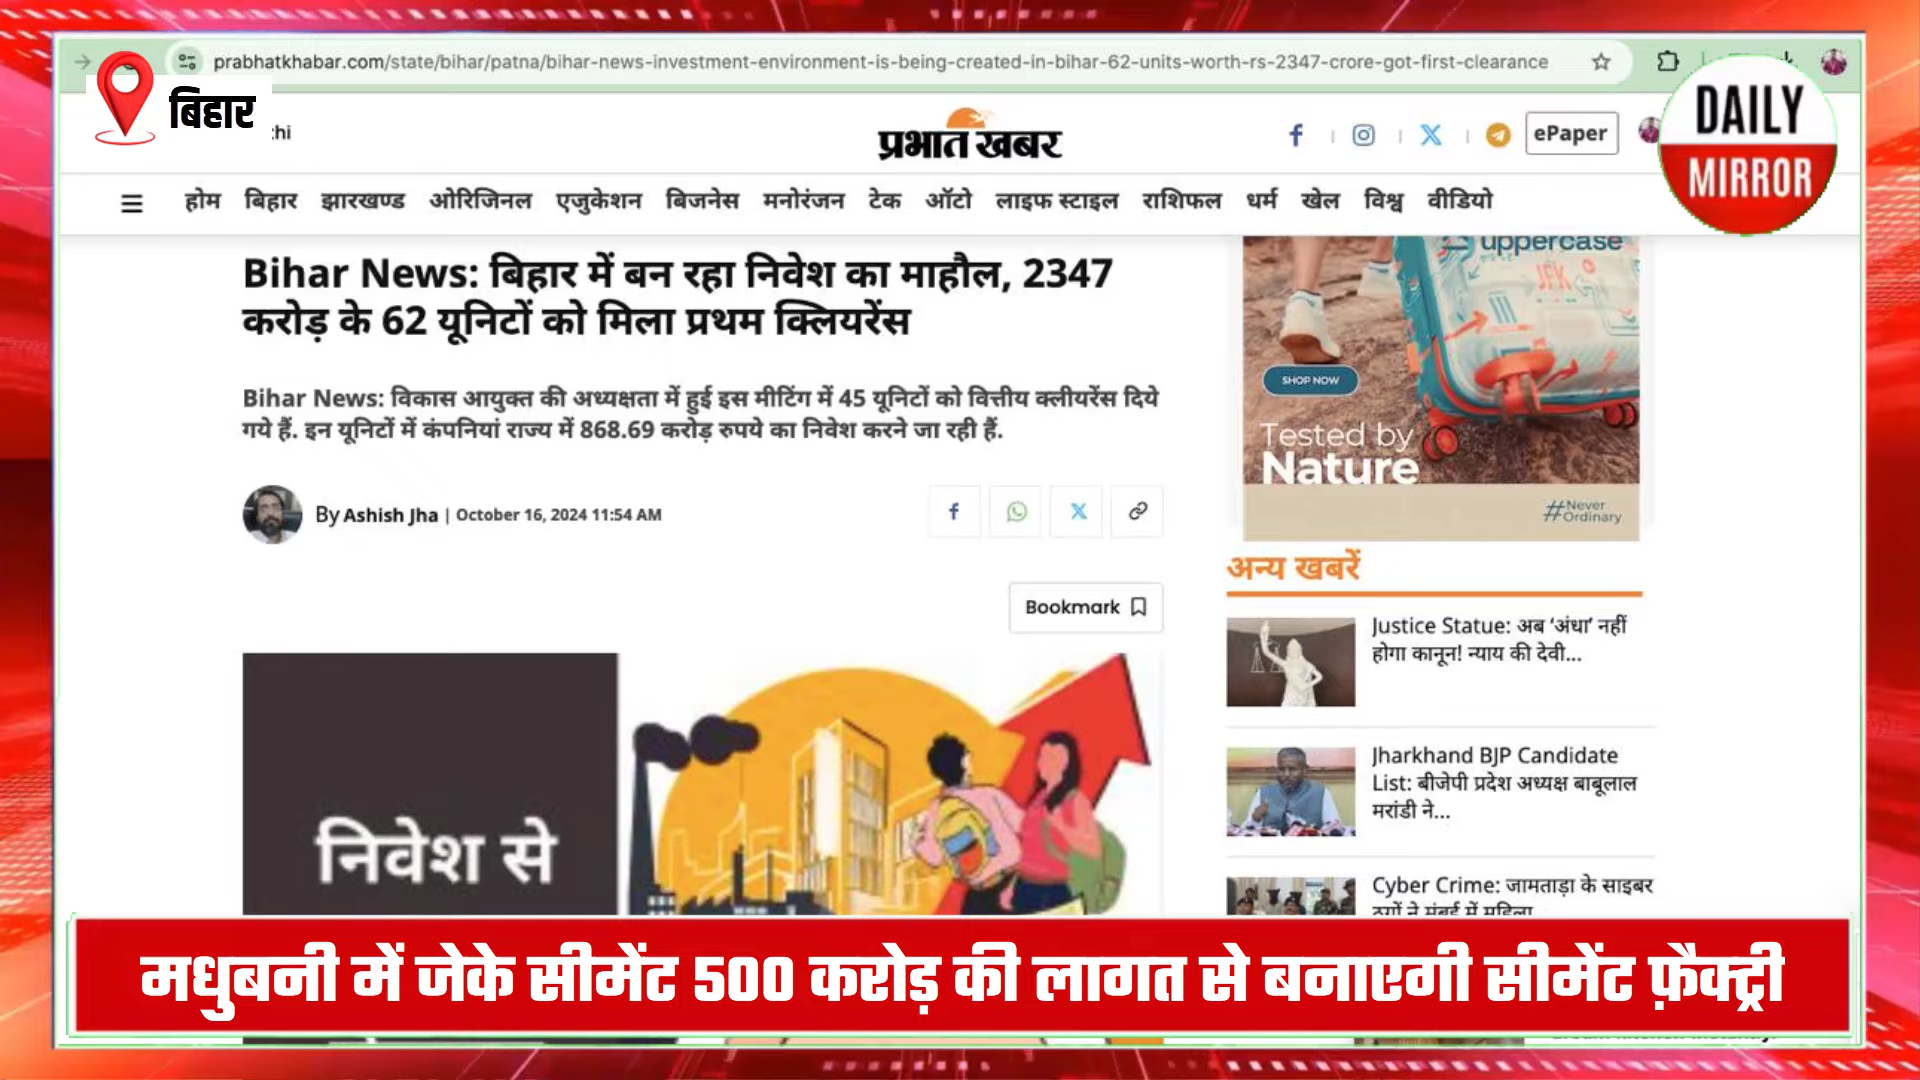 prabhatkhabar.com/state/bihar/patna/bihar-news-investment-environment-is-being-created-in-bihar-62-units-worth-rs-2347-crore-got-first-clearance
बिहार
thi
प्रभात खबर
ePaper
DAILY
MIRROR
होम बिहार झारखण्ड ओरिजिनल एजुकेशन बिजनेस मनोरंजन टेक ऑटो लाइफ स्टाइल राशिफल धर्म खेल विश्व वीडियो
Bihar News: बिहार में बन रहा निवेश का माहौल, 2347
करोड़ के 62 यूनिटों को मिला प्रथम क्लियरेंस
Bihar News: विकास आयुक्त की अध्यक्षता में हुई इस मीटिंग में 45 यूनिटों को वित्तीय क्लीयरेंस दिये
गये हैं. इन यूनिटों में कंपनियां राज्य में 868.69 करोड़ रुपये का निवेश करने जा रही हैं.
By Ashish Jha | October 16, 2024 11:54 AM
Bookmark
निवेश से
uppercase
JFK
SHOP NOW
Tested by
Nature
#Never
Ordinary
अन्य खबरें
Justice Statue: अब ‘अंधा’ नहीं
होगा कानून! न्याय की देवी...
Jharkhand BJP Candidate
List: बीजेपी प्रदेश अध्यक्ष बाबूलाल
मरांडी ने...
Cyber Crime: जामताड़ा के साइबर
ठगों ने मुंबई में महिला
मधुबनी में जेके सीमेंट 500 करोड़ की लागत से बनाएगी सीमेंट फ़ैक्ट्री